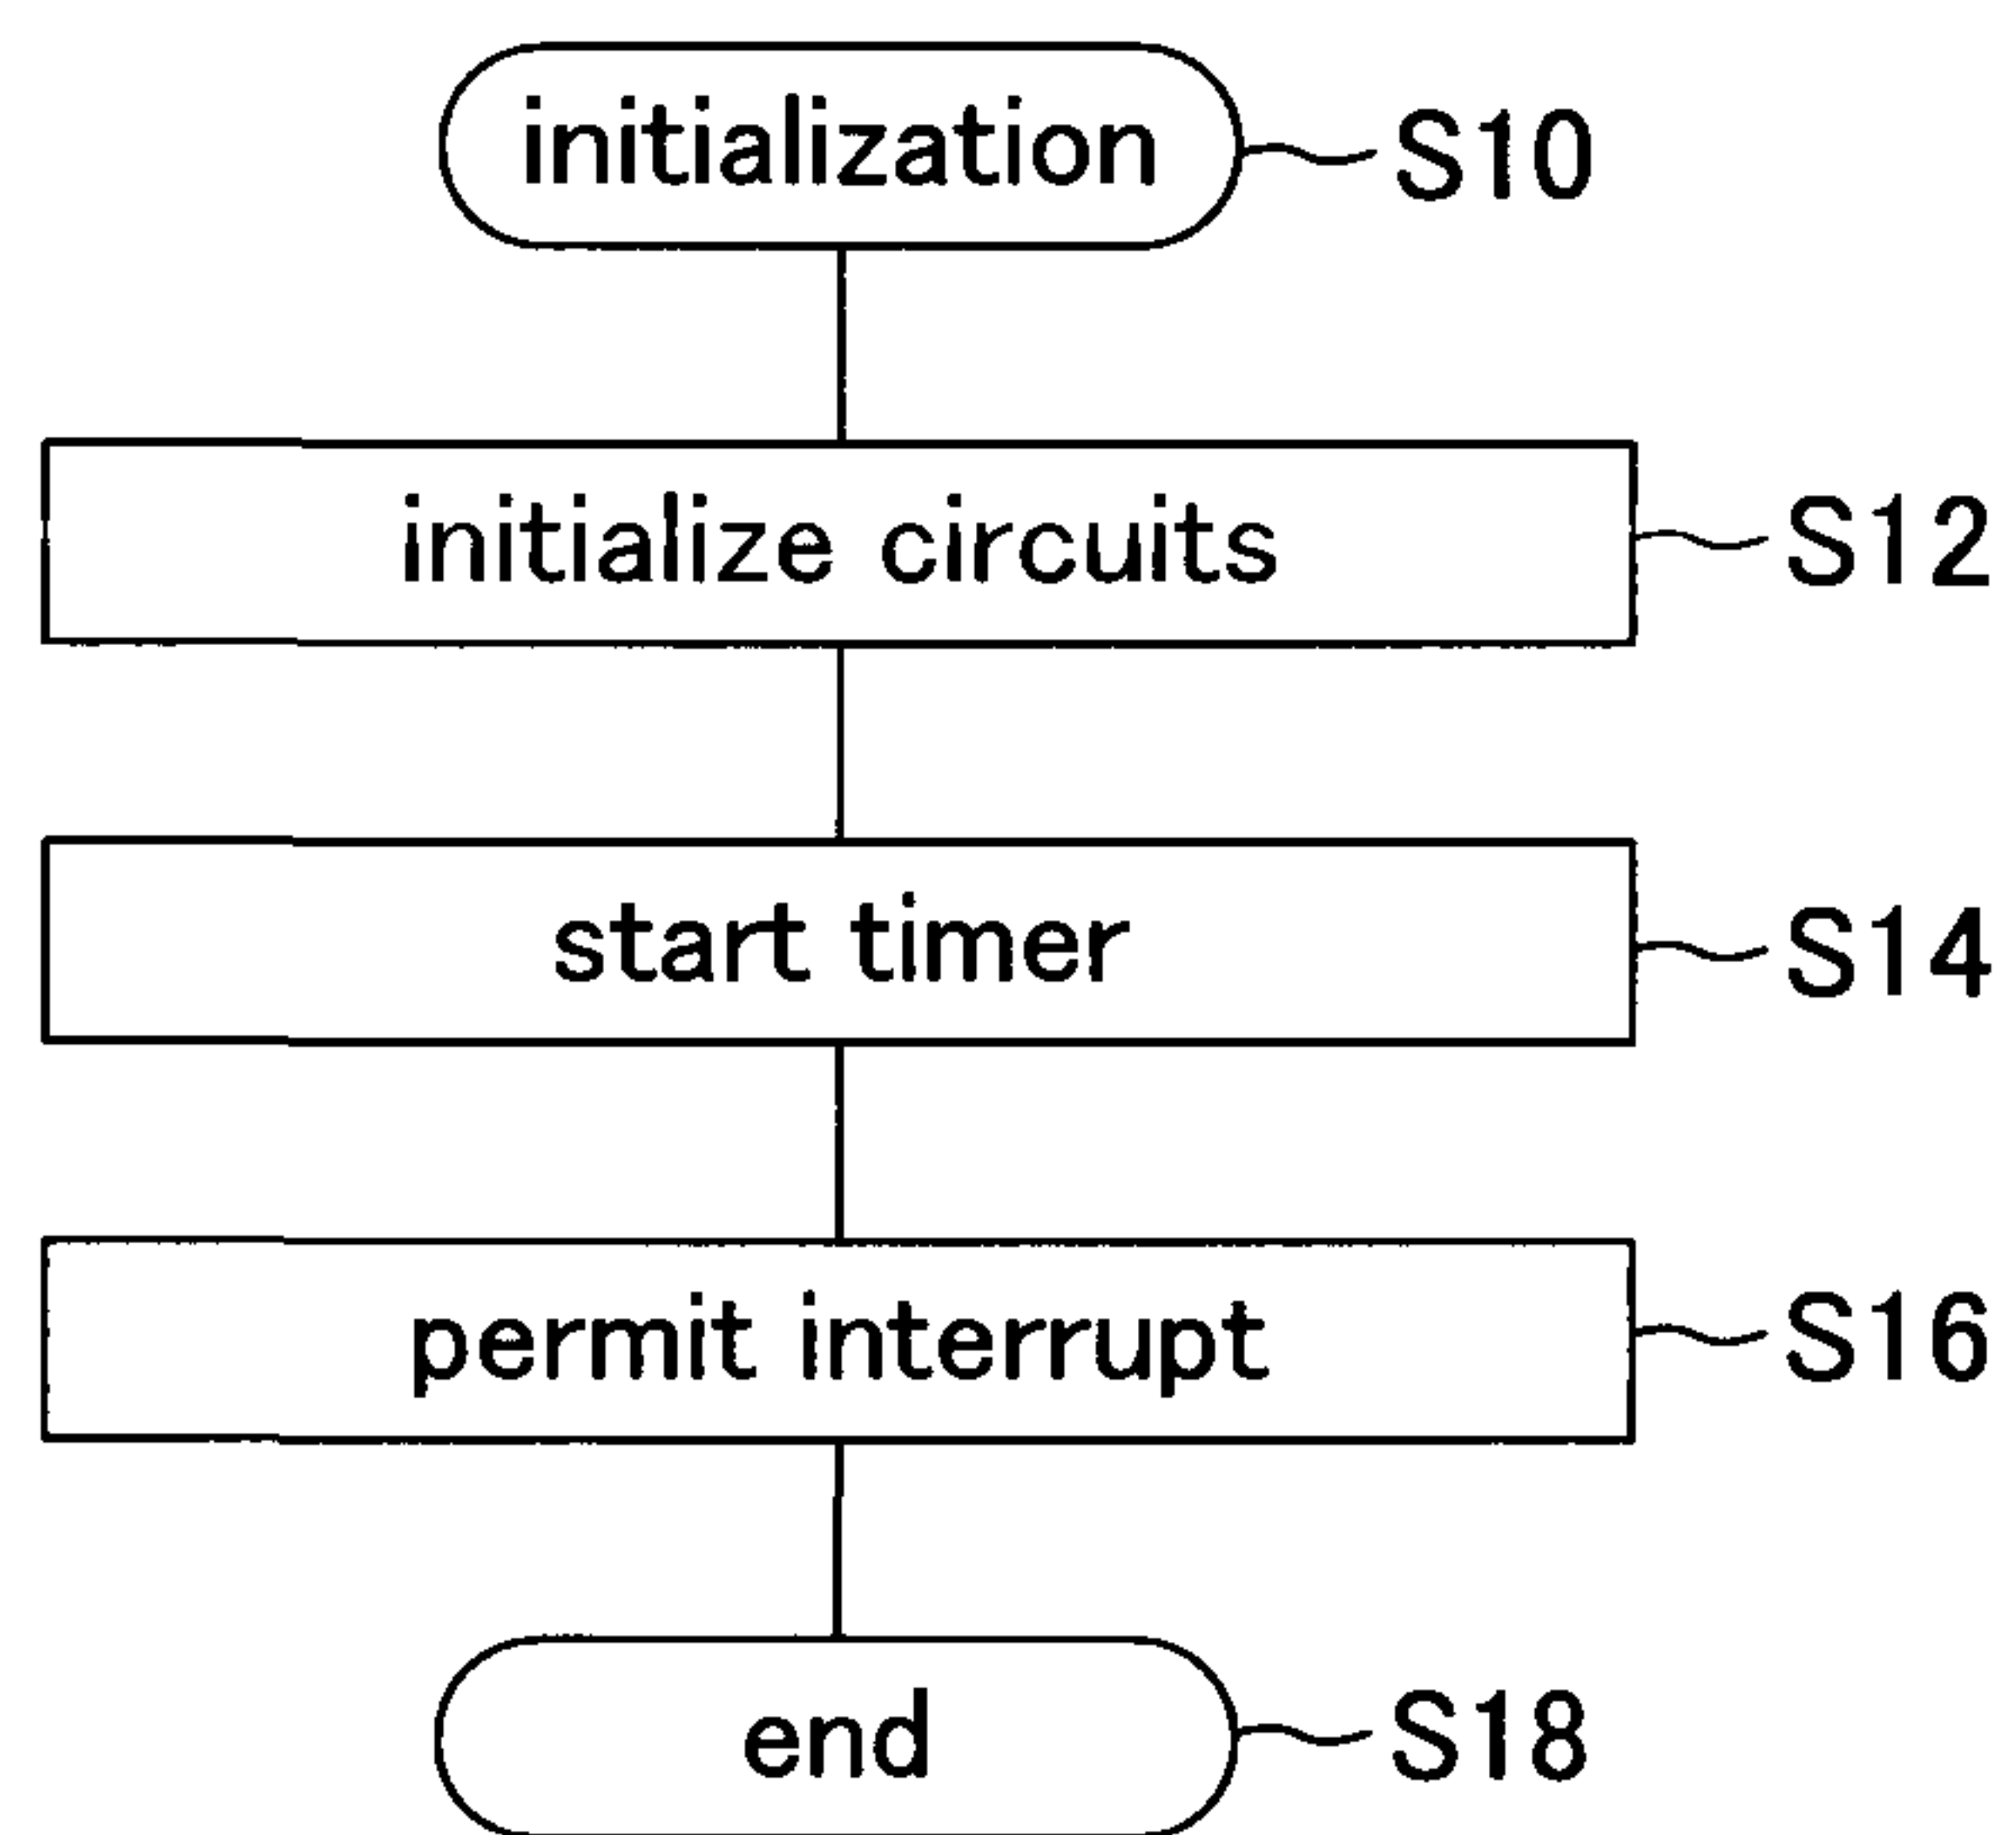 initialization S10
initialize circuits S12
start timer S14
permit interrupt S16
end S18